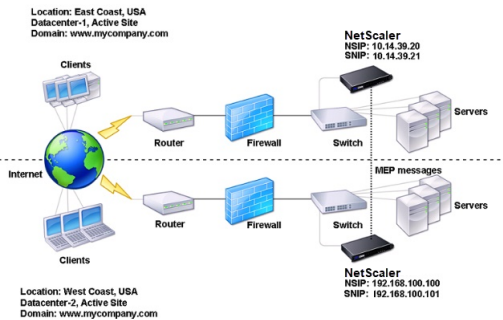 Location: East Coast, USA
Datacenter-1, Active Site
Domain: www.mycompany.com
NetScaler
NSIP: 10.14.39.20
SNIP: 10.14.39.21
Clients
Servers
Router
Firewall
Switch
Internet
MEP messages
Router
Firewall
Switch
Servers
Clients
NetScaler
NSIP: 192.168.100.100
SNIP: I92.168.100.101
Location: West Coast, USA
Datacenter-2, Active Site
Domain: www.mycompany.com